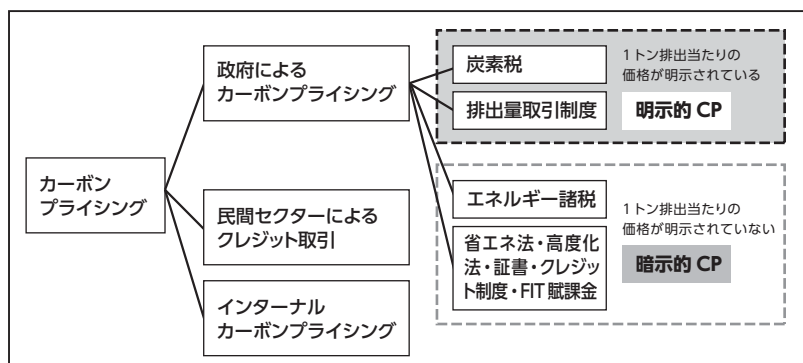 カーボン
プライシング
政府による
カーボンプライシング
民間セクターによる
クレジット取引
インターナル
カーボンプライシング
炭素税
排出量取引制度
1トン排出当たりの
価格が明示されている
明示的 CP
エネルギー諸税
省エネ法・高度化
法・証書・クレジッ
ト制度・FIT 賦課金
1トン排出当たりの
価格が明示されていない
暗示的 CP